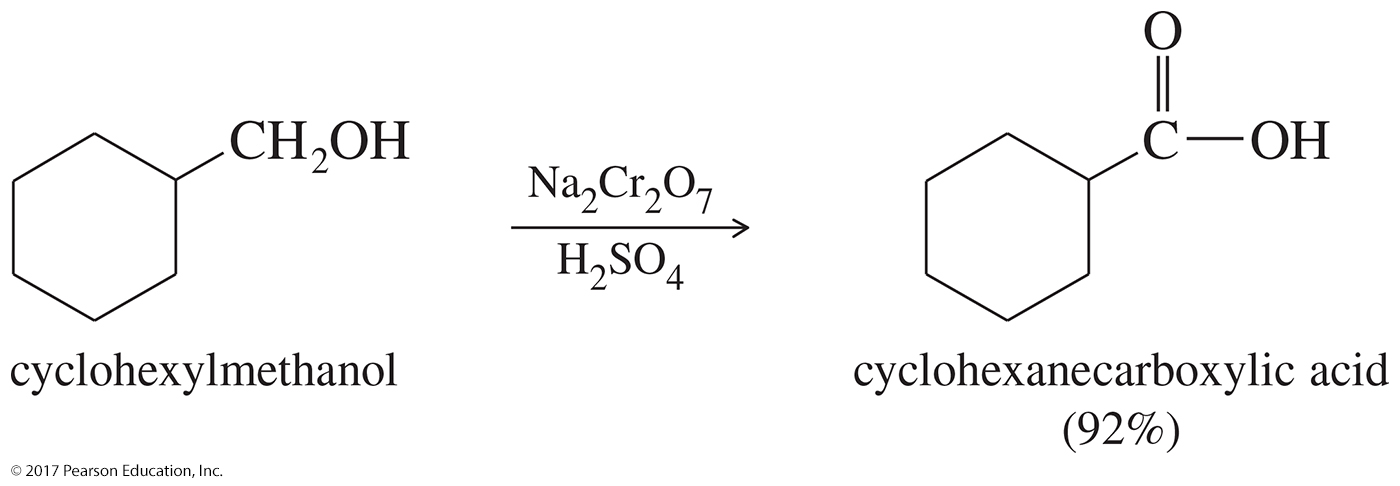 O
CH₂OH
C—OH
Na₂Cr₂O₇
H₂SO₄
cyclohexylmethanol
cyclohexanecarboxylic acid
(92%)
© 2017 Pearson Education, Inc.